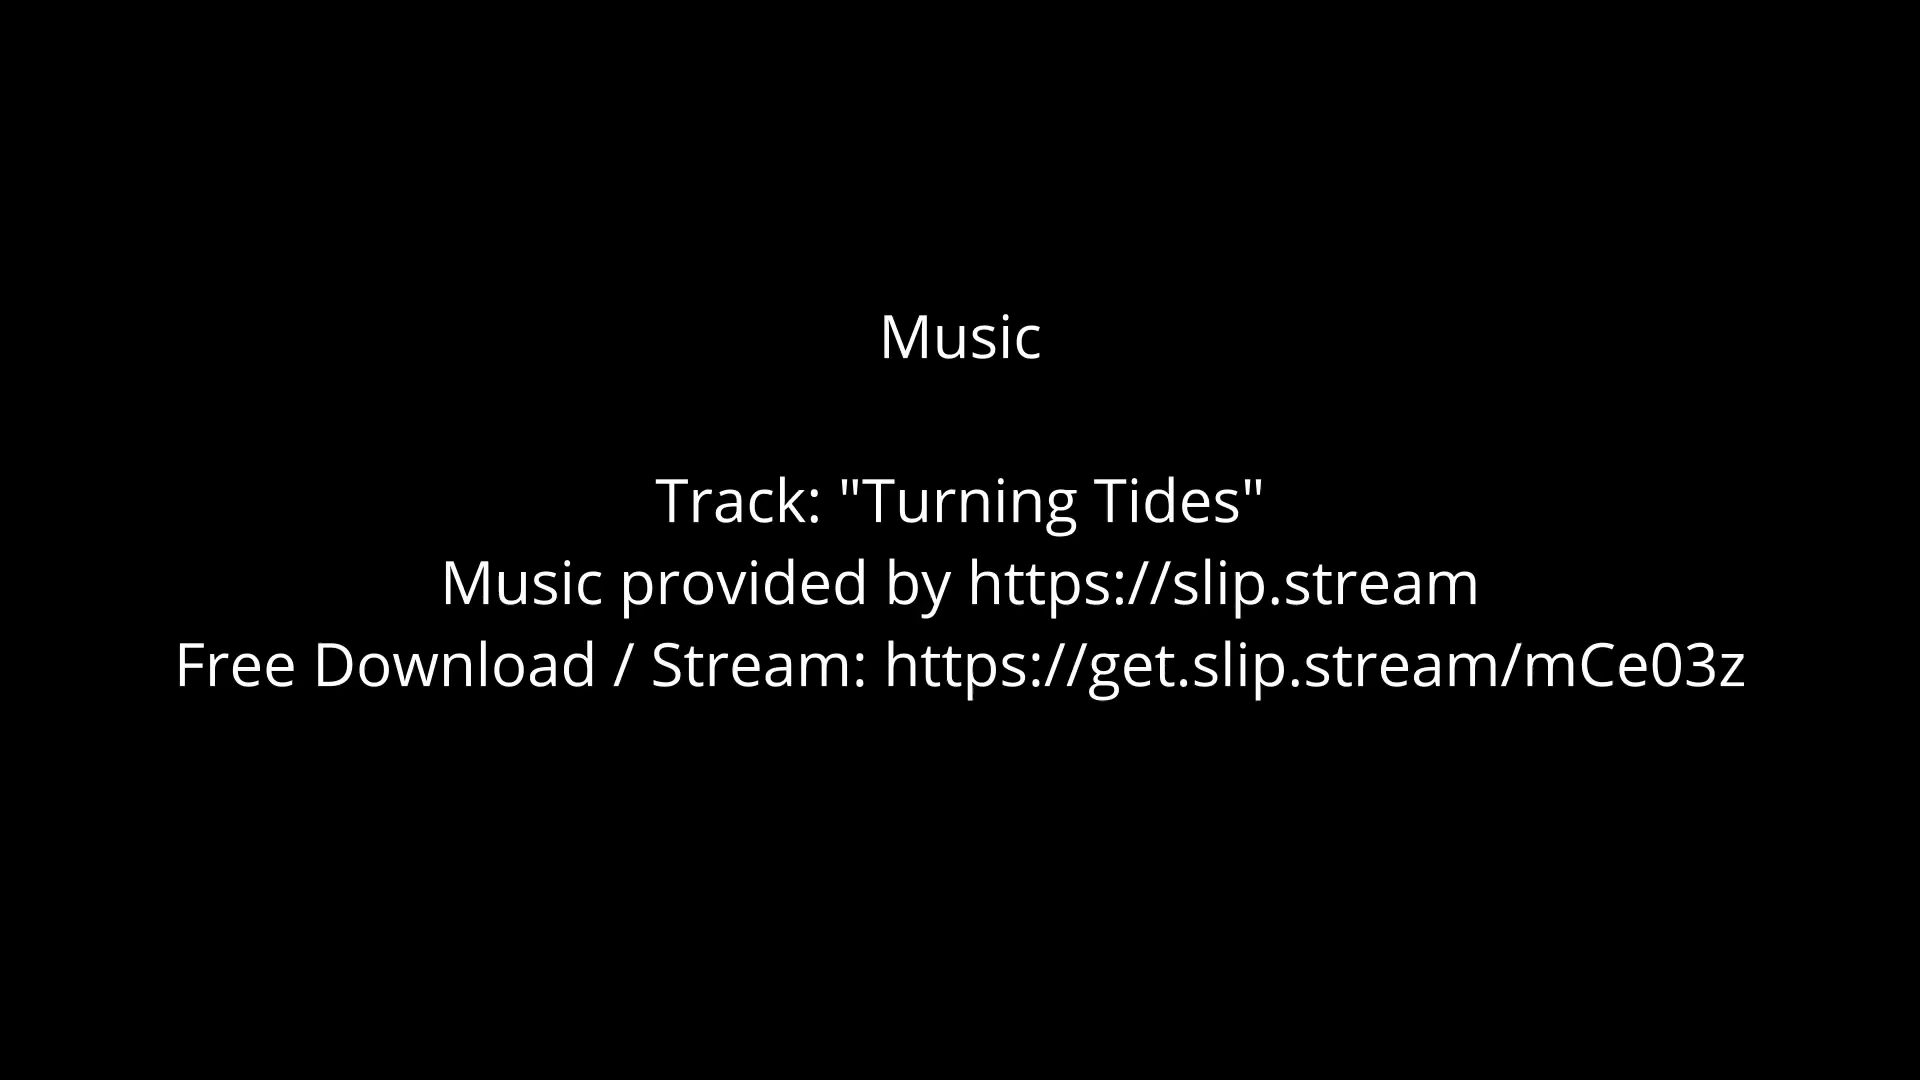 Music
Track: "Turning Tides"
Music provided by https://slip.stream
Free Download / Stream: https://get.slip.stream/mCe03z